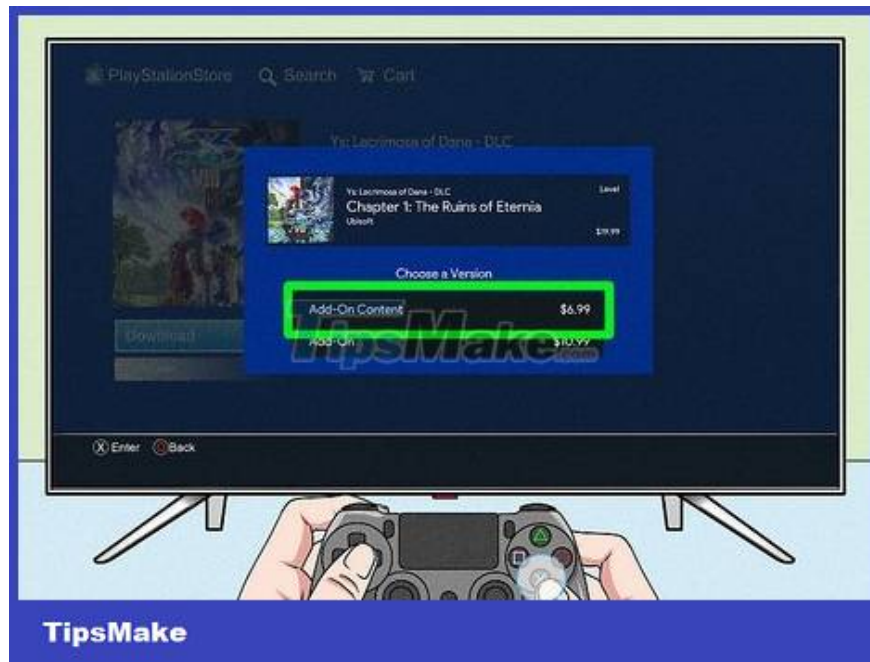 PlayStationStore Search Cart
Ys: Lacrimosa of Dana - DLC
Ys: Lacrimosa of Dana - DLC Level
Chapter 1: The Ruins of Eternia
Ubisoft
$19.99
Choose a Version
Add-On Content $6.99
Add-On $10.99
TipsMake.com
Download
X Enter Back
TipsMake